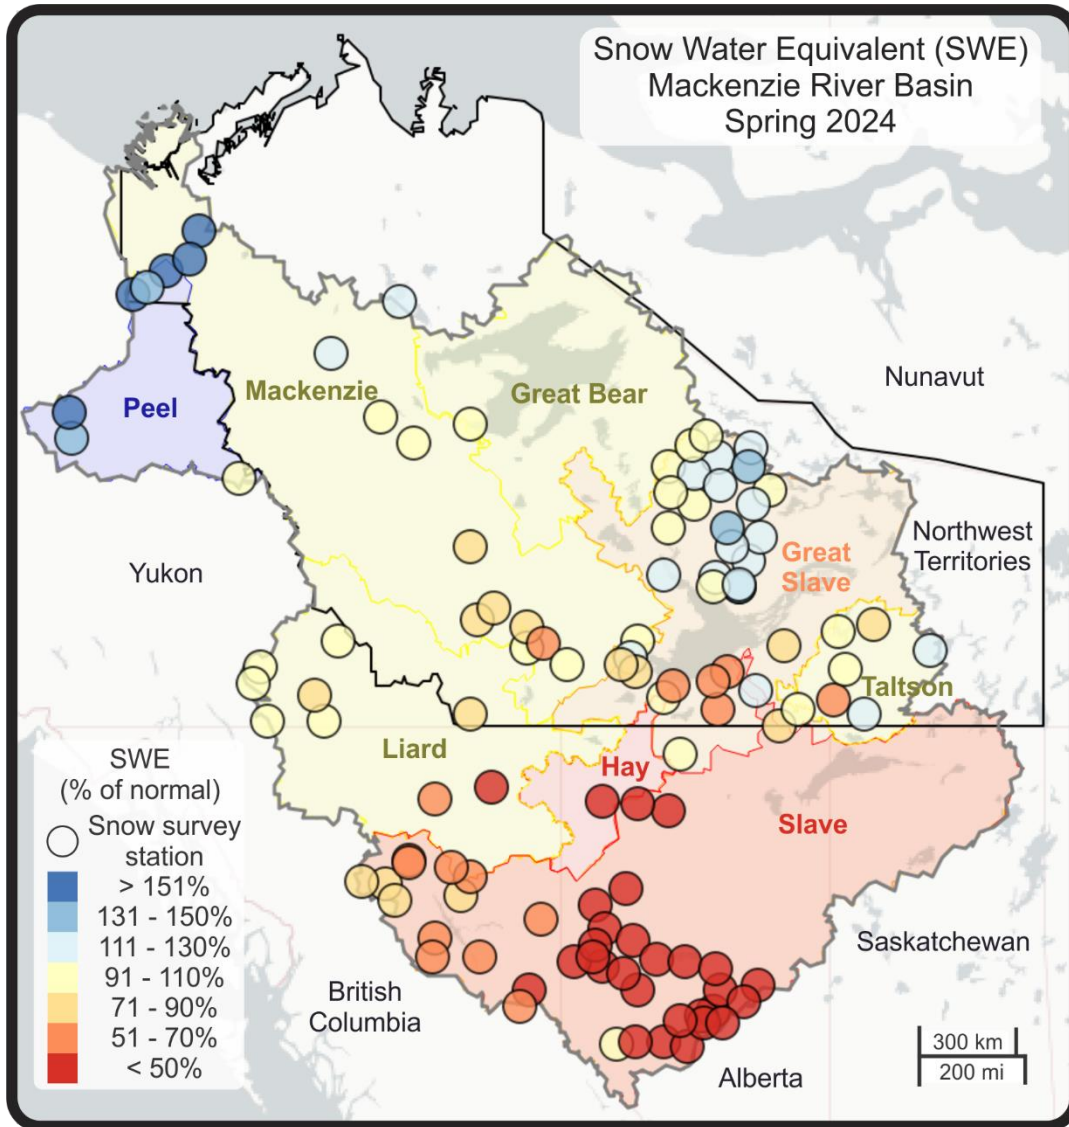 Snow Water Equivalent (SWE)
Mackenzie River Basin
Spring 2024
Nunavut
Mackenzie
Great Bear
Peel
Northwest
Territories
Great
Slave
Yukon
Taltson
Liard
Hay
Slave
SWE
(% of normal)
Snow survey
station
> 151%
131 - 150%
111 - 130%
91 - 110%
71 - 90%
51 - 70%
< 50%
Saskatchewan
British
Columbia
Alberta
300 km
200 mi